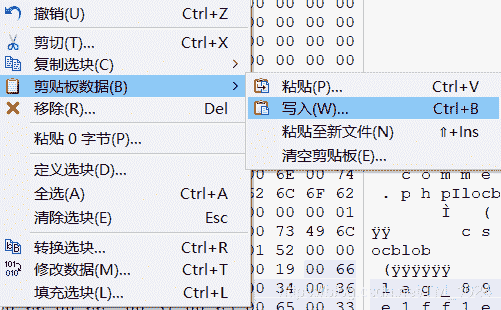 撤销(U) Ctrl+Z
剪切(T)... Ctrl+X
复制选块(C)
剪贴板数据(B)
移除(R)... Del
粘贴 0 字节(P)...
定义选块(D)...
全选(A) Ctrl+A
清除选块(E) Esc
转换选块... Ctrl+R
修改数据(M)... Ctrl+T
填充选块(L)... Ctrl+L
粘贴(P)... Ctrl+V
写入(W)... Ctrl+B
粘贴至新文件(N) ⇧+Ins
清空剪贴板(E)...
00 00 00 00
00 00 00 00
00 00 00 00
00 00 00 00
00 6E 00 74 c o m m e
52 6C 6F 62 . p h pIlocb
00 00 00 01 Ì (
00 73 49 6C ÿÿ c s
01 52 00 00 ocblob
00 19 00 66 (ÿÿÿÿÿÿ
00 34 00 36 l a g _ 8 9
00 65 00 33 e 1 f f 1 e